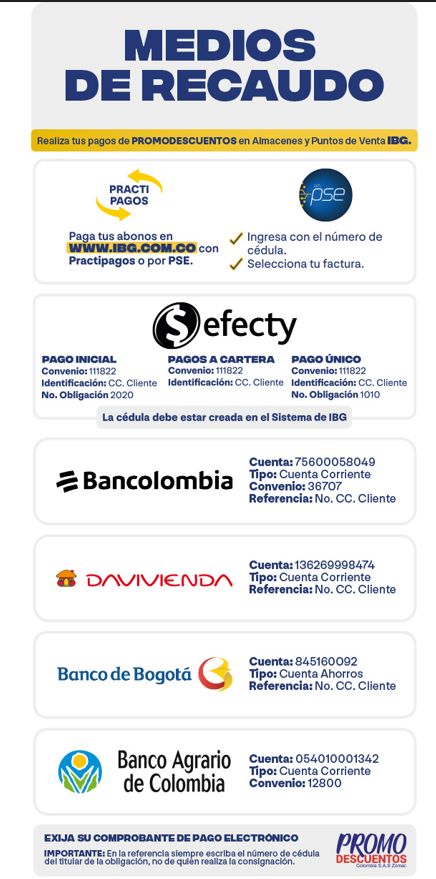 MEDIOS
DE RECAUDO
Realiza tus pagos de PROMODESCUENTOS en Almacenes y Puntos de Venta IBG.
PRACTI
PAGOS
Paga tus abonos en
WWW.IBG.COM.CO con
Practipagos o por PSE.
pse
Ingresa con el número de
cédula.
Selecciona tu factura.
$ efecty
PAGO INICIAL
Convenio: 111822
Identificación: CC. Cliente
No. Obligación 2020
PAGOS A CARTERA
Convenio: 111822
Identificación: CC. Cliente
PAGO ÚNICO
Convenio: 111822
Identificación: CC. Cliente
No. Obligación 1010
La cédula debe estar creada en el Sistema de IBG
Bancolombia
Cuenta: 75600058049
Tipo: Cuenta Corriente
Convenio: 36707
Referencia: No. CC. Cliente
DAVIVIENDA
Cuenta: 136269998474
Tipo: Cuenta Corriente
Referencia: No. CC. Cliente
Banco de Bogotá
Cuenta: 845160092
Tipo: Cuenta Ahorros
Referencia: No. CC. Cliente
Banco Agrario
de Colombia
Cuenta: 054010001342
Tipo: Cuenta Corriente
Convenio: 12800
EXIJA SU COMPROBANTE DE PAGO ELECTRÓNICO
IMPORTANTE: En la referencia siempre escriba el número de cédula
del titular de la obligación, no de quién realiza la consignación.
PROMO
DESCUENTOS
Colombia S.A.S Zomac